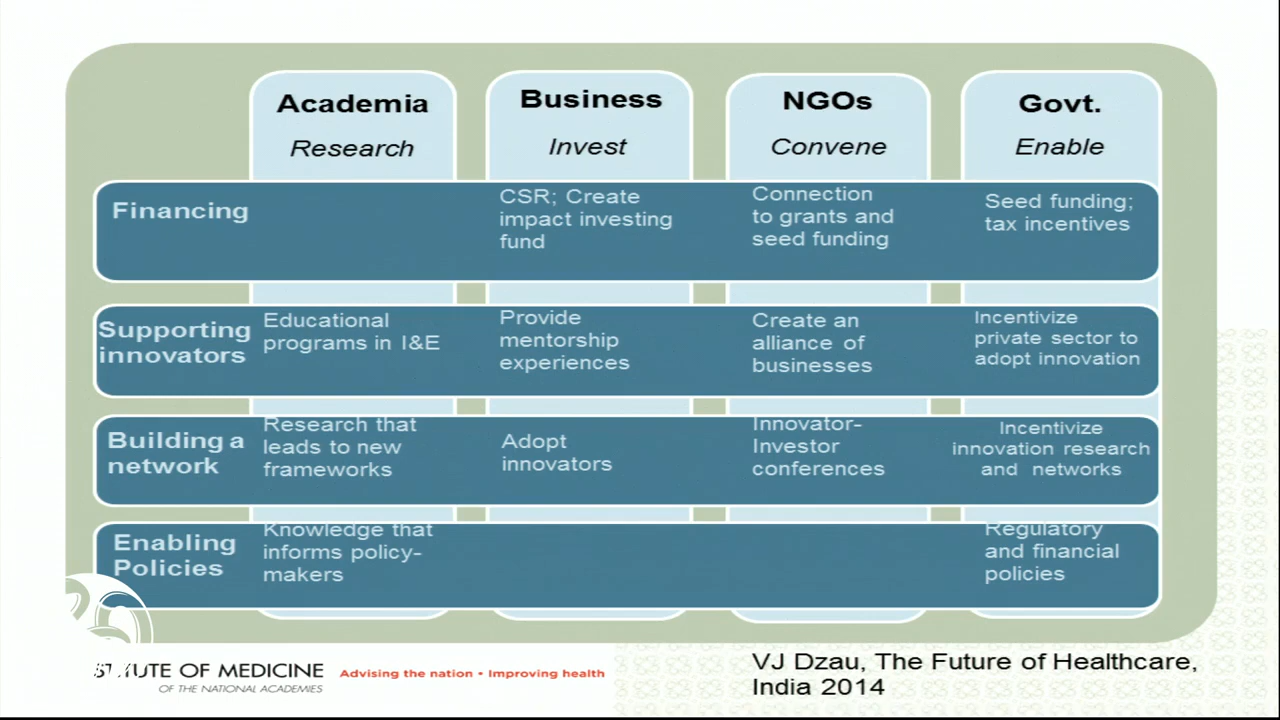 Academia
Research
Business
Invest
NGOs
Convene
Govt.
Enable
Financing
CSR; Create
impact investing
fund
Connection
to grants and
seed funding
Seed funding;
tax incentives
Supporting
innovators
Educational
programs in I&E
Provide
mentorship
experiences
Create an
alliance of
businesses
Incentivize
private sector to
adopt innovation
Building a
network
Research that
leads to new
frameworks
Adopt
innovators
Innovator-
Investor
conferences
Incentivize
innovation research
and networks
Enabling
Policies
Knowledge that
informs policy-
makers
Regulatory
and financial
policies
OF MEDICINE
OF THE NATIONAL ACADEMIES
Advising the nation • Improving health
VJ Dzau, The Future of Healthcare,
India 2014